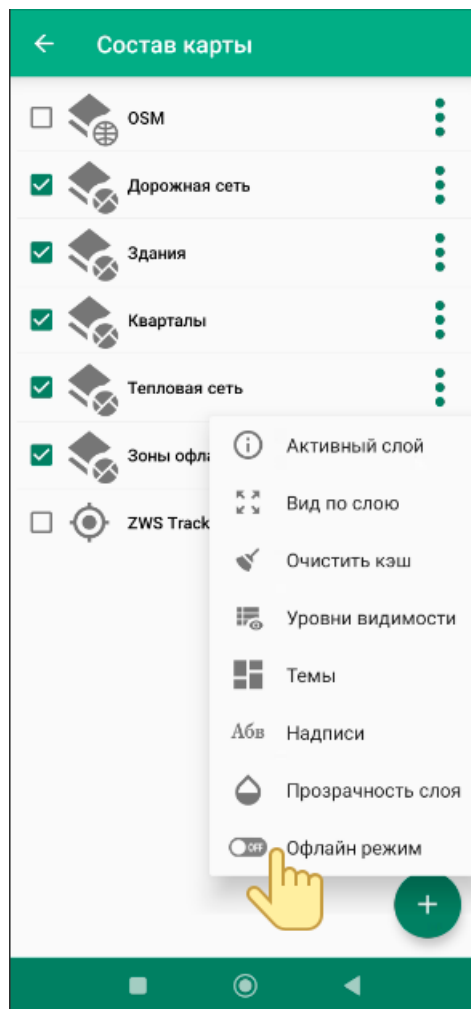 Состав карты
OSM
Дорожная сеть
Здания
Кварталы
Тепловая сеть
Зоны офла
ZWS Track
Активный слой
Вид по слою
Очистить кэш
Уровни видимости
Темы
Абв Надписи
Прозрачность слоя
OFF Офлайн режим